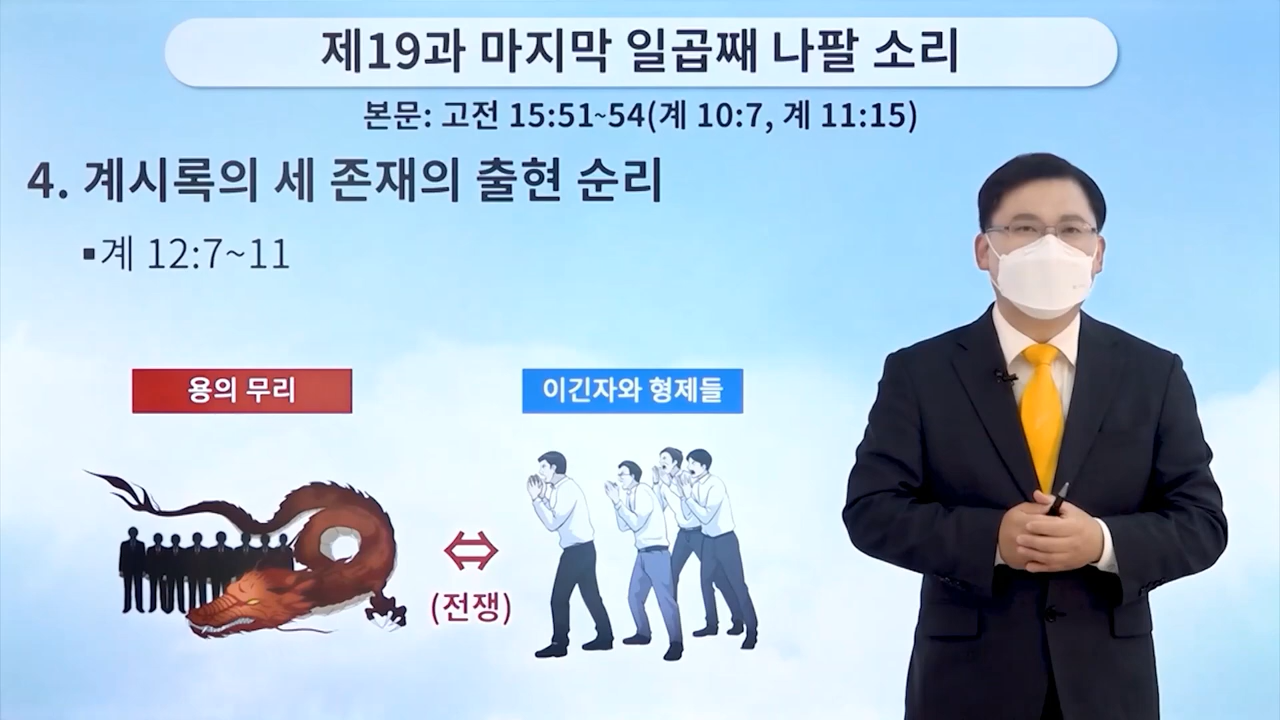 제19과 마지막 일곱째 나팔 소리
본문: 고전 15:51~54(계 10:7, 계 11:15)
4. 계시록의 세 존재의 출현 순리
▪계 12:7~11
용의 무리
이긴자와 형제들
(전쟁)